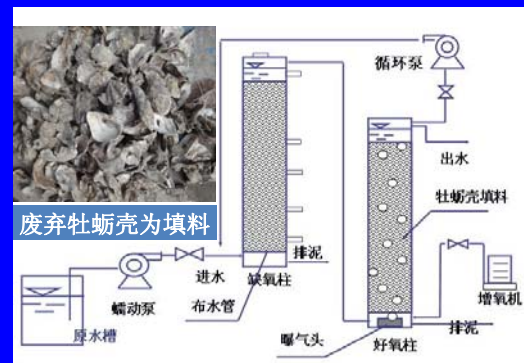 循环泵
出水
废弃牡蛎壳为填料
牡蛎壳填料
进水
排泥
缺氧柱
蠕动泵
布水管
增氧机
原水槽
曝气头
好氧柱
排泥